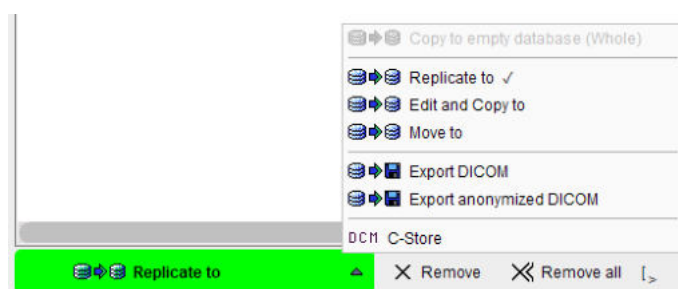 Copy to empty database (Whole)
Replicate to ✓
Edit and Copy to
Move to
Export DICOM
Export anonymized DICOM
DCM C-Store
Replicate to Remove Remove all [>